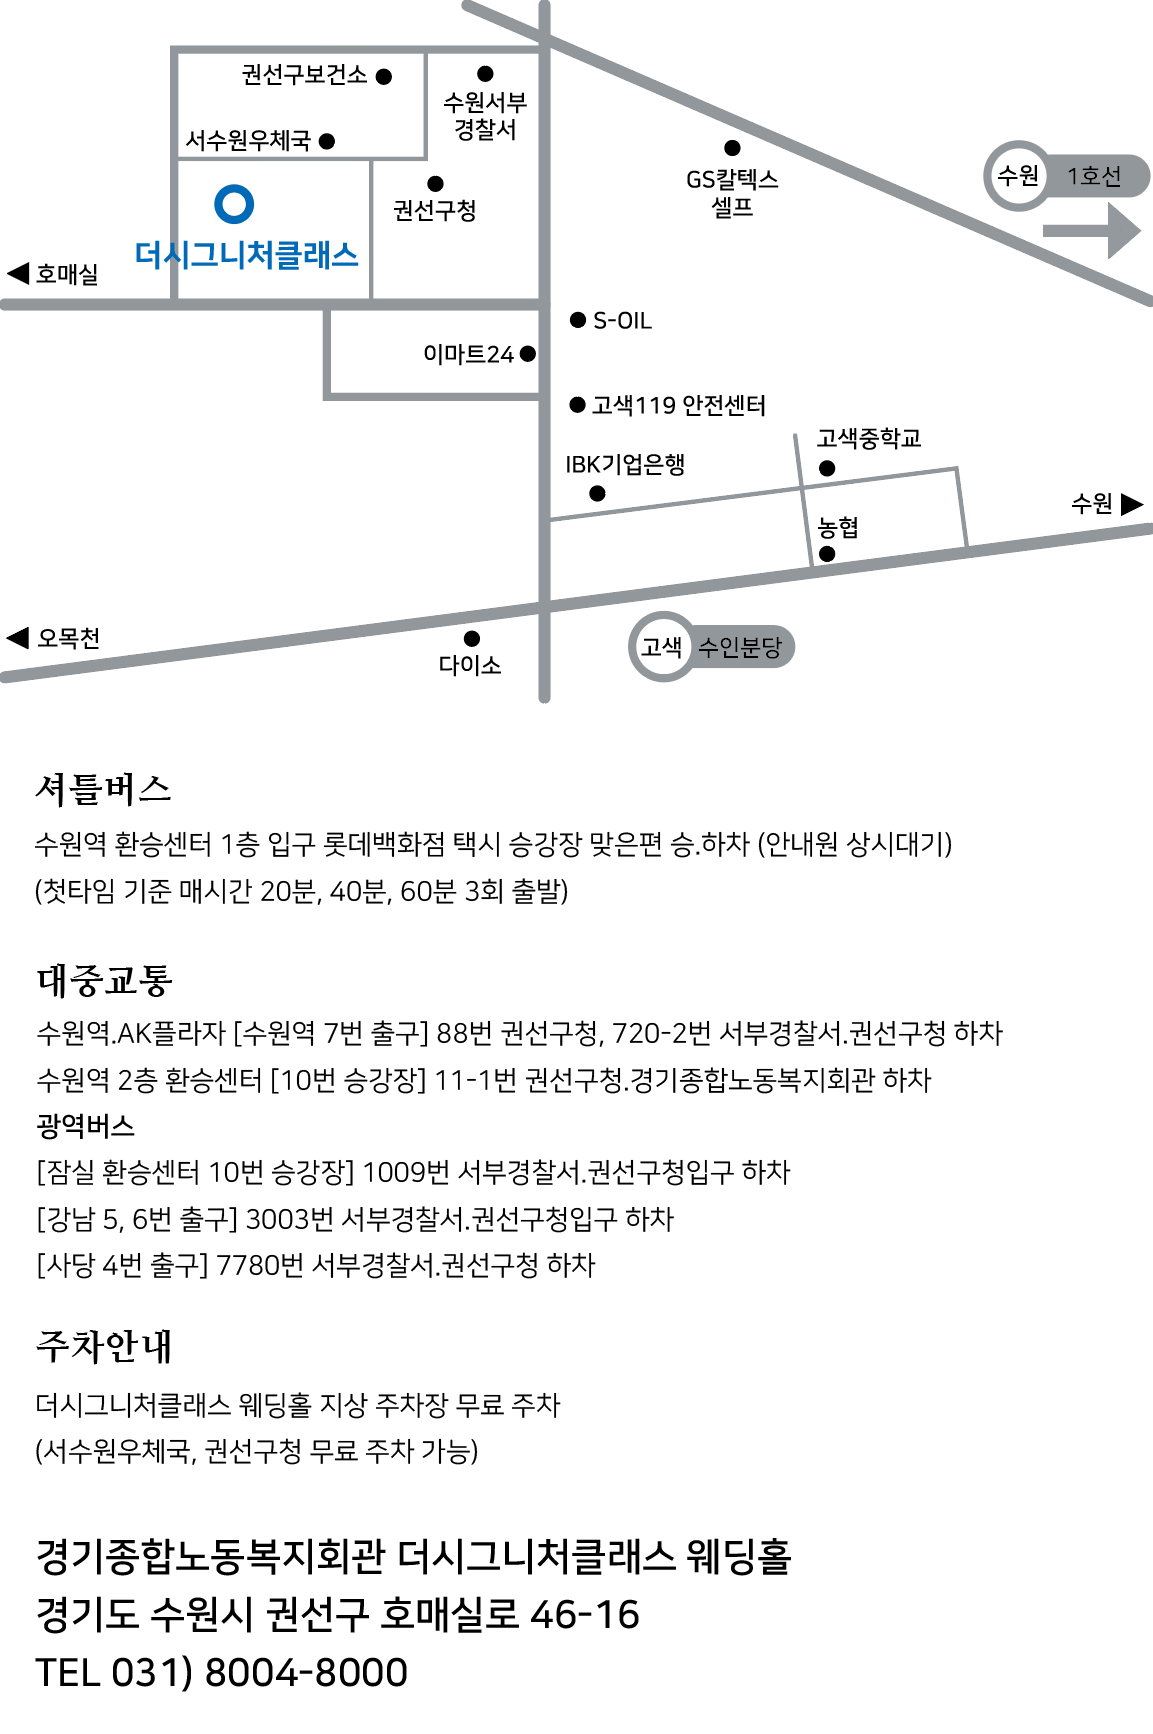 권선구보건소
수원서부
경찰서
서수원우체국
GS칼텍스
셀프
수원 1호선
권선구청
더시그니처클래스
호매실
S-OIL
이마트24
고색119 안전센터
고색중학교
IBK기업은행
수원
농협
오목천
다이소
고색 수인분당
셔틀버스
수원역 환승센터 1층 입구 롯데백화점 택시 승강장 맞은편 승.하차 (안내원 상시대기)
(첫타임 기준 매시간 20분, 40분, 60분 3회 출발)
대중교통
수원역.AK플라자 [수원역 7번 출구] 88번 권선구청, 720-2번 서부경찰서.권선구청 하차
수원역 2층 환승센터 [10번 승강장] 11-1번 권선구청.경기종합노동복지회관 하차
광역버스
[잠실 환승센터 10번 승강장] 1009번 서부경찰서.권선구청입구 하차
[강남 5, 6번 출구] 3003번 서부경찰서.권선구청입구 하차
[사당 4번 출구] 7780번 서부경찰서.권선구청 하차
주차안내
더시그니처클래스 웨딩홀 지상 주차장 무료 주차
(서수원우체국, 권선구청 무료 주차 가능)
경기종합노동복지회관 더시그니처클래스 웨딩홀
경기도 수원시 권선구 호매실로 46-16
TEL 031) 8004-8000